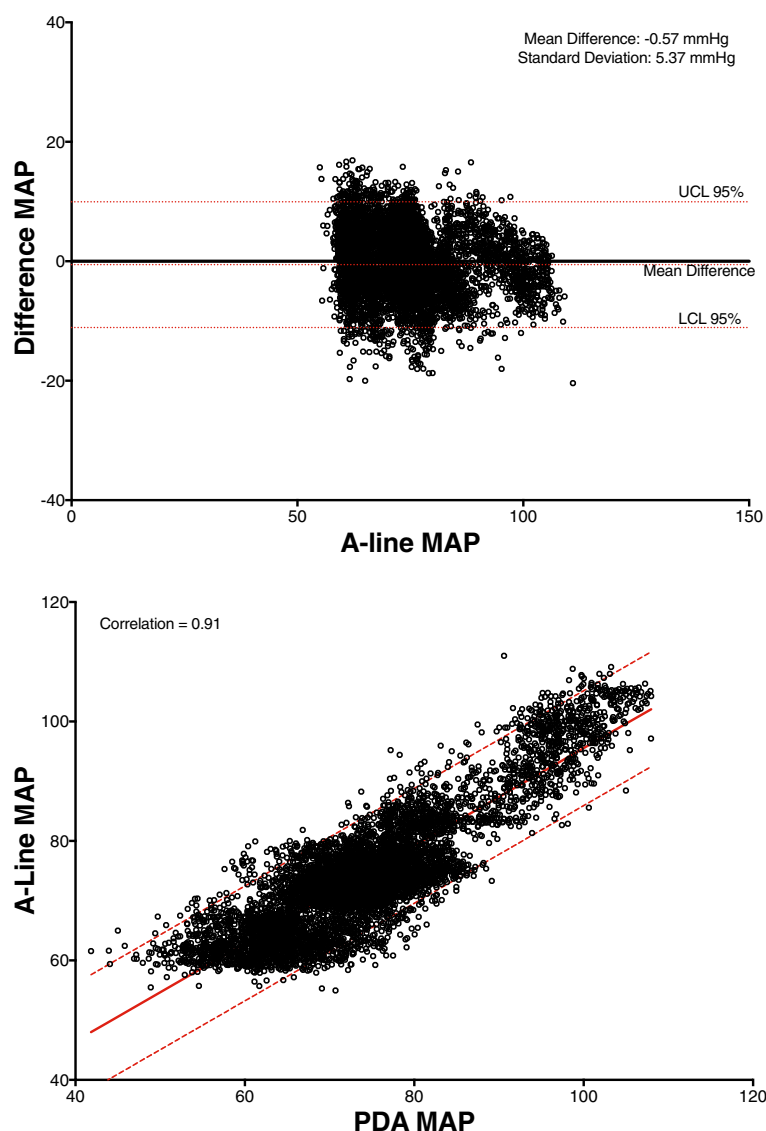 Mean Difference: -0.57 mmHg
Standard Deviation: 5.37 mmHg
40
20
0
-20
-40
UCL 95%
Mean Difference
LCL 95%
Difference MAP
0 50 100 150
A-line MAP
Correlation = 0.91
120
100
80
60
40
A-Line MAP
40 60 80 100 120
PDA MAP